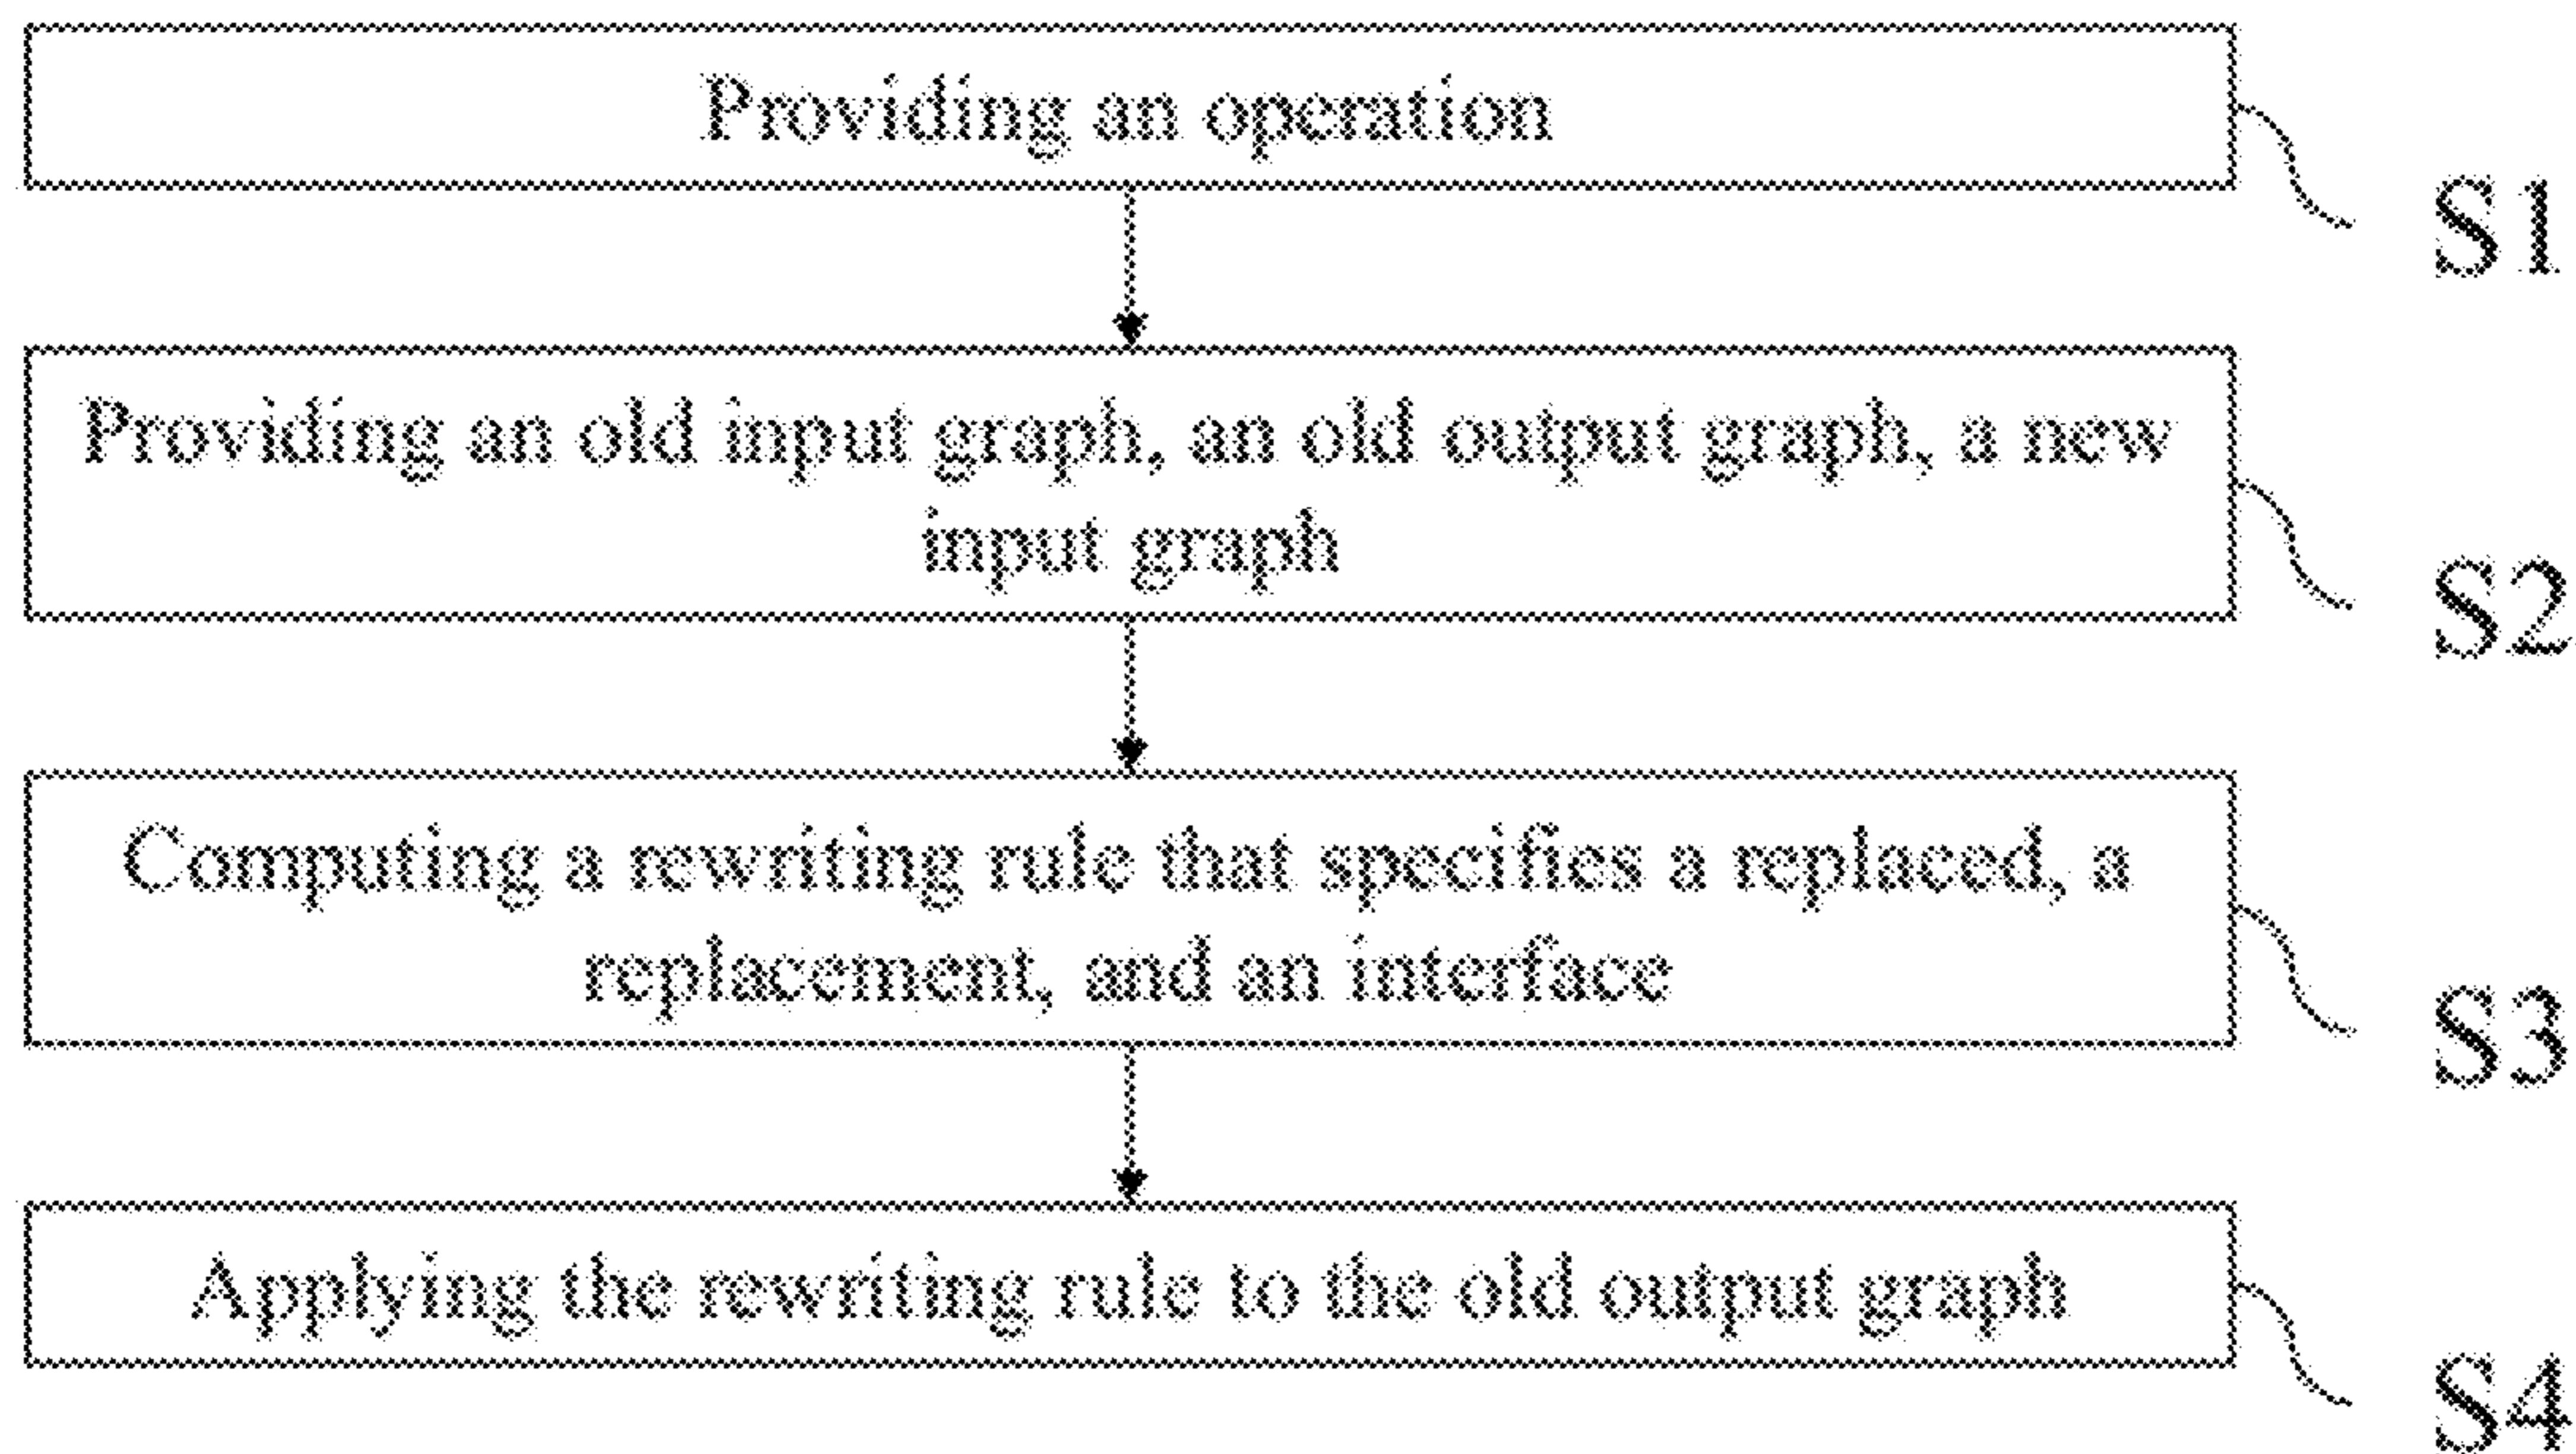 Providing an operation
S1
Providing an old input graph, an old output graph, a new
input graph
S2
Computing a rewriting rule that specifies a replaced, a
replacement, and an interface
S3
Applying the rewriting rule to the old output graph
S4